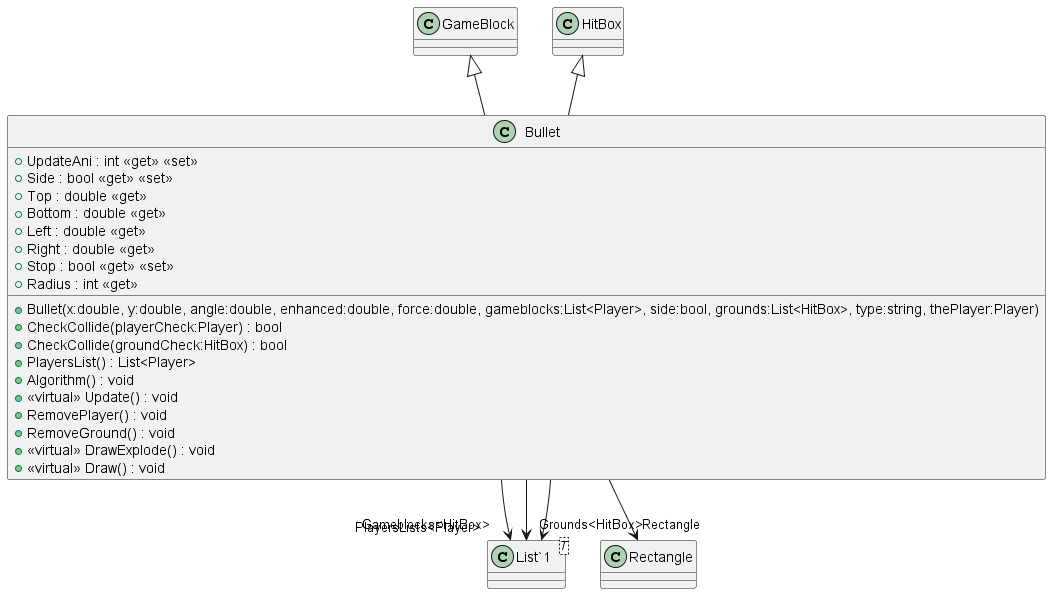 C GameBlock
C HitBox
C Bullet
UpdateAni : int «get» «set»
Side : bool «get» «set»
Top : double «get»
Bottom : double «get»
Left : double «get»
Right : double «get»
Stop : bool «get» «set»
Radius : int «get»
Bullet(x:double, y:double, angle:double, enhanced:double, force:double, gameblocks:List<Player>, side:bool, grounds:List<HitBox>, type:string, thePlayer:Player)
CheckCollide(playerCheck:Player) : bool
CheckCollide(groundCheck:HitBox) : bool
PlayersList() : List<Player>
Algorithm() : void
«virtual» Update() : void
RemovePlayer() : void
RemoveGround() : void
«virtual» DrawExplode() : void
«virtual» Draw() : void
Gameblocks<HitBox>
PlayersLists<Player>
Grounds<HitBox>
Rectangle
C List`1
T
C Rectangle